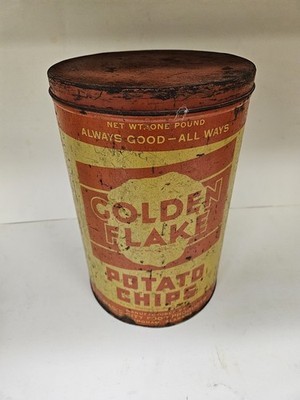 NET WT. ONE POUND
ALWAYS GOOD—ALL WAYS
GOLDEN
FLAKE
POTATO
CHIPS